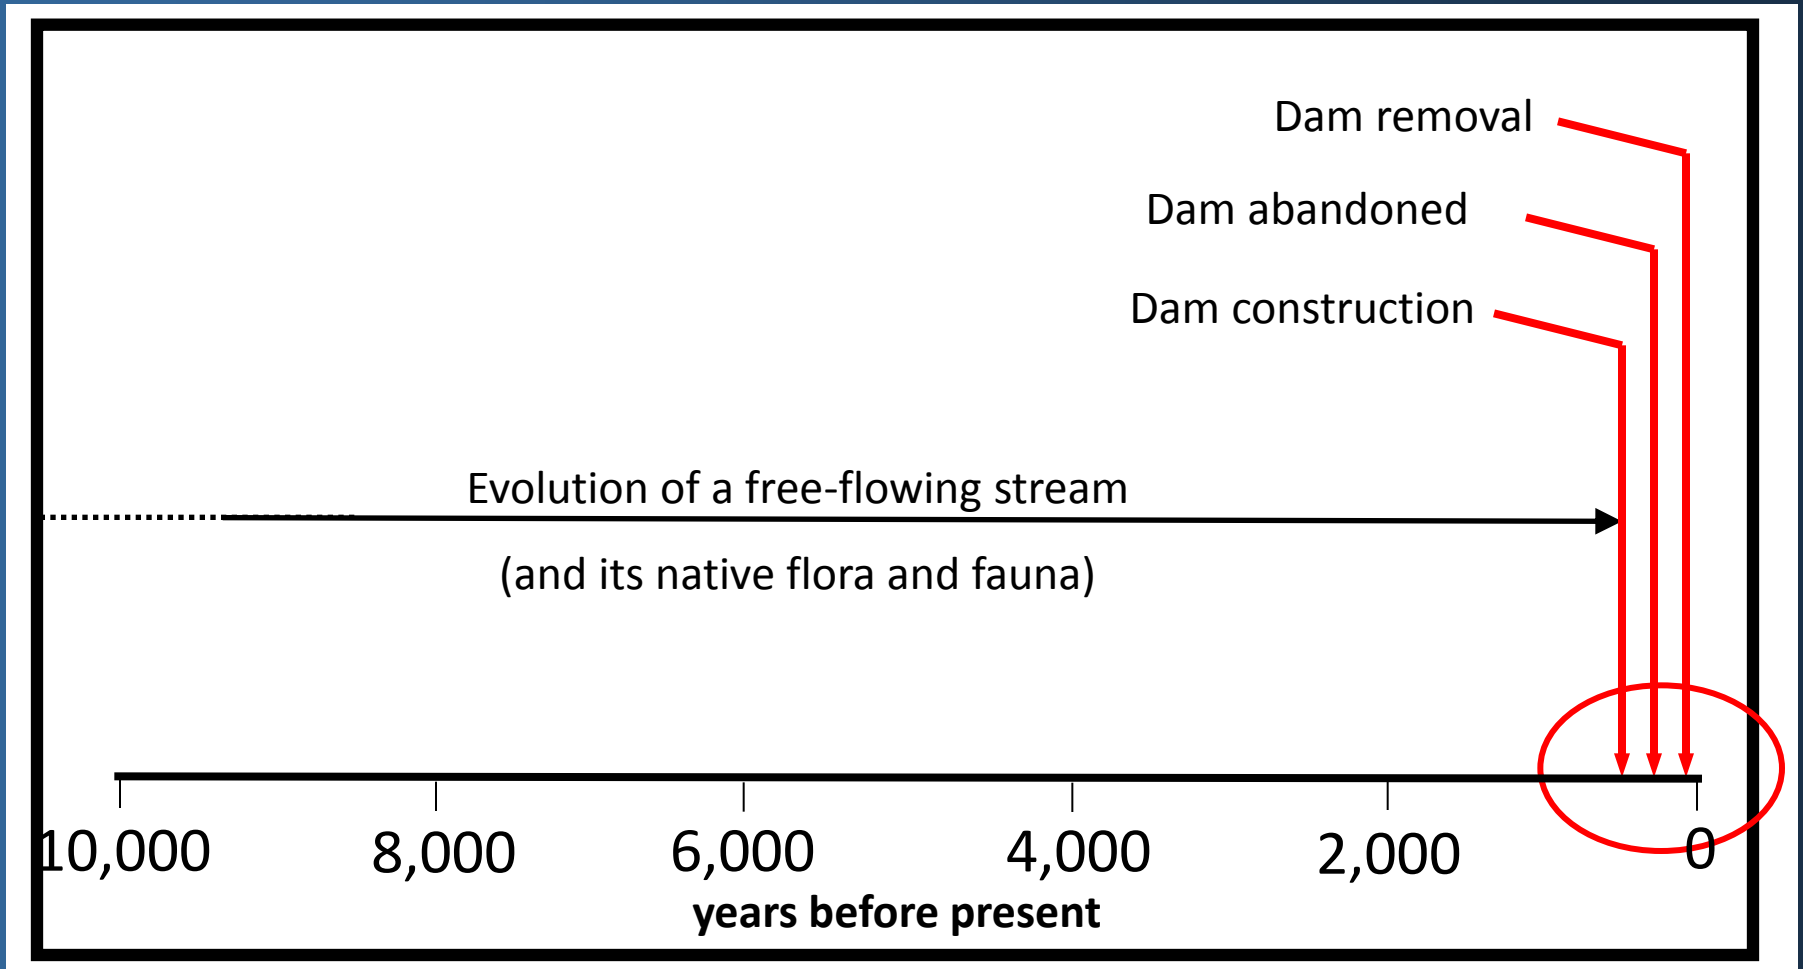 Dam removal
Dam abandoned
Dam construction
Evolution of a free-flowing stream
(and its native flora and fauna)
10,000 8,000 6,000 4,000 2,000 0
years before present